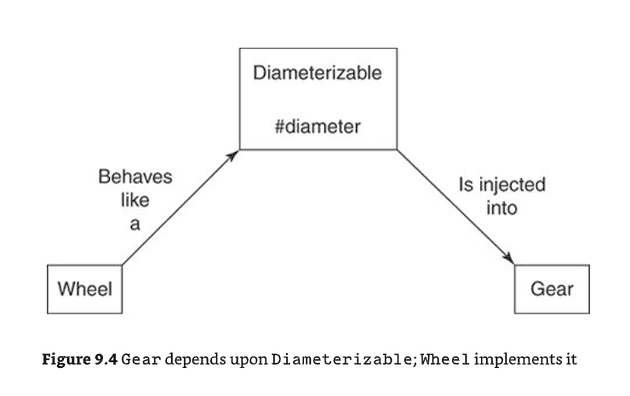 Diameterizable
#diameter
Behaves
like
a
Is injected
into
Wheel
Gear
Figure 9.4 Gear depends upon Diameterizable; Wheel implements it